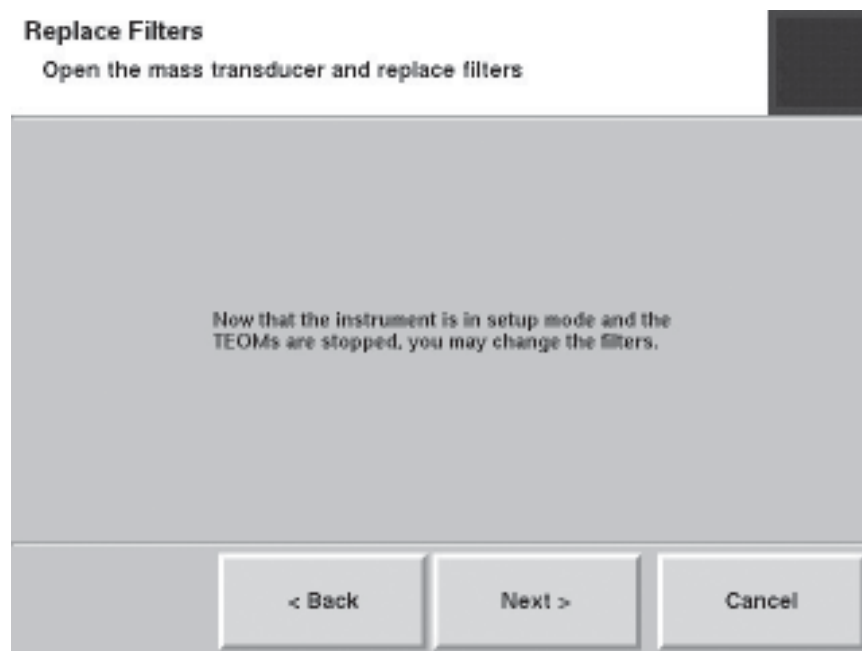 Replace Filters
Open the mass transducer and replace filters
Now that the instrument is in setup mode and the
TEOMs are stopped, you may change the filters.
< Back
Next >
Cancel